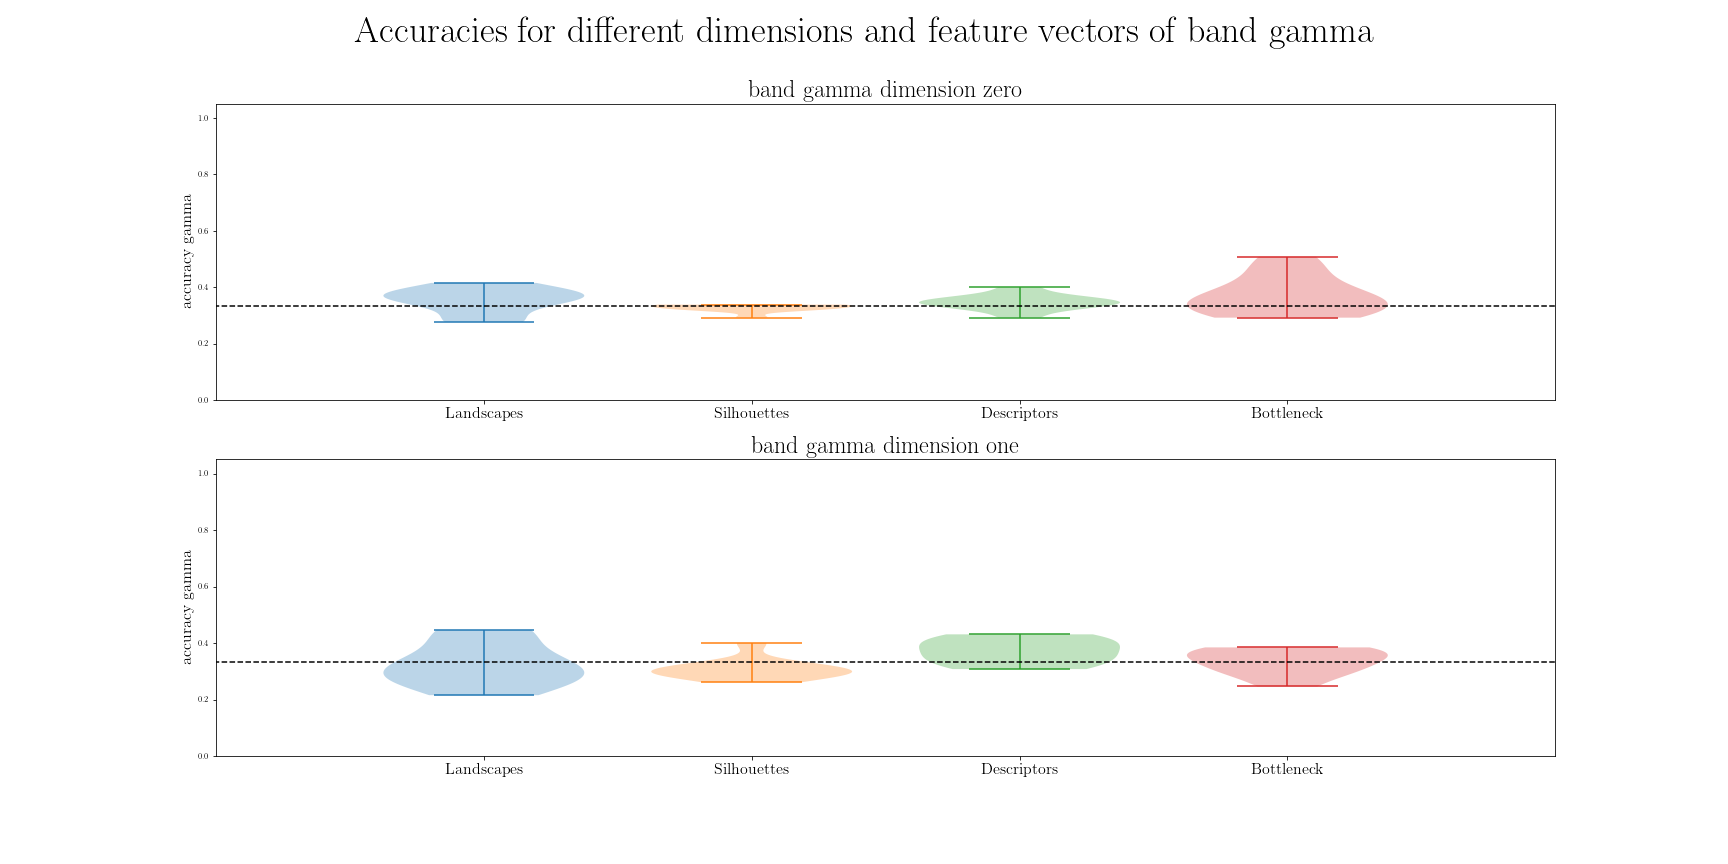 Accuracies for different dimensions and feature vectors of band gamma
band gamma dimension zero
1.0
0.8
0.6
0.4
0.2
0.0
accuracy gamma
Landscapes Silhouettes Descriptors Bottleneck
band gamma dimension one
1.0
0.8
0.6
0.4
0.2
0.0
accuracy gamma
Landscapes Silhouettes Descriptors Bottleneck